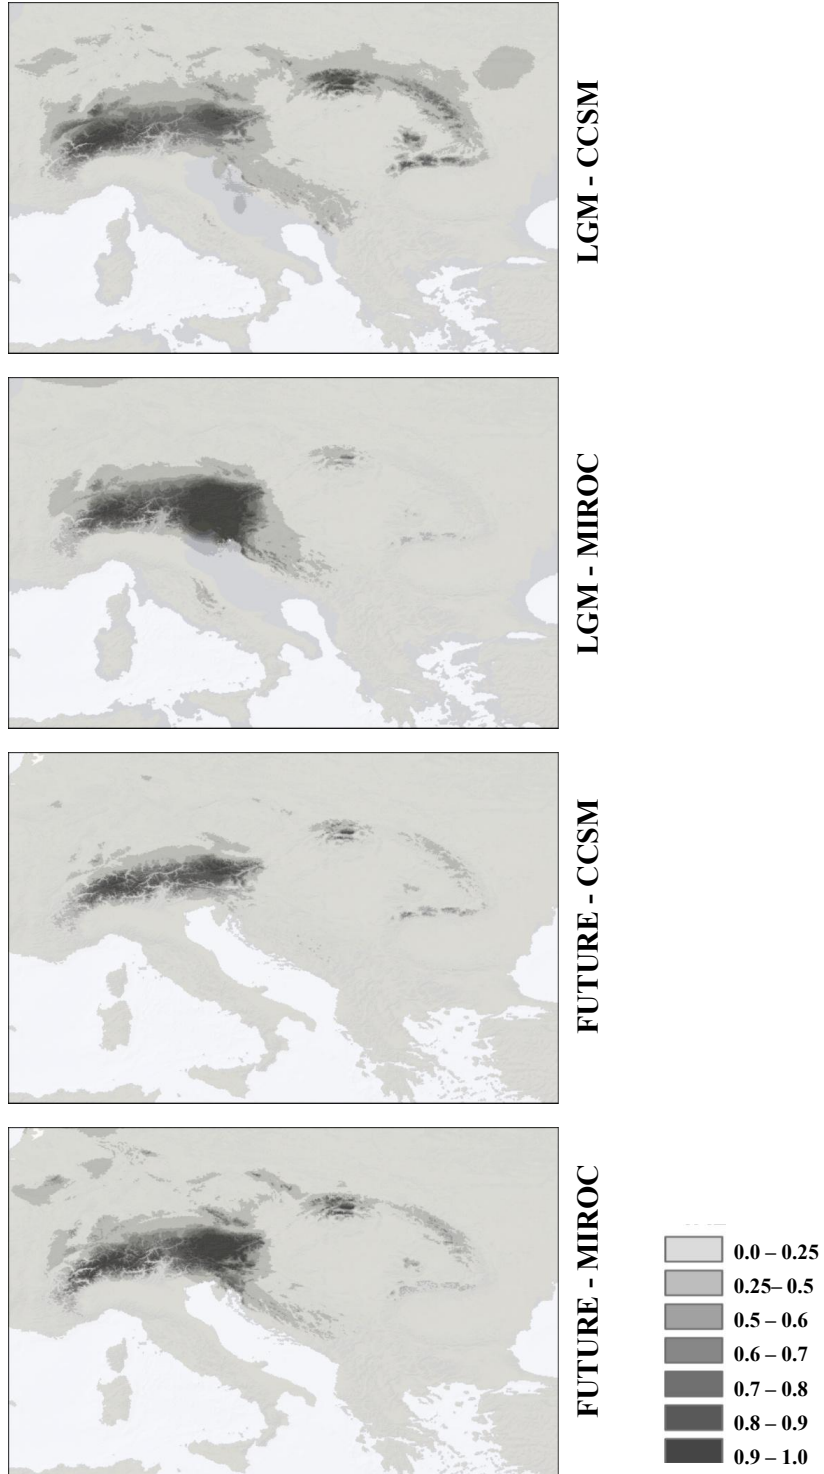 LGM - CCSM
LGM - MIROC
FUTURE - CCSM
FUTURE - MIROC
0.0 – 0.25
0.25– 0.5
0.5 – 0.6
0.6 – 0.7
0.7 – 0.8
0.8 – 0.9
0.9 – 1.0